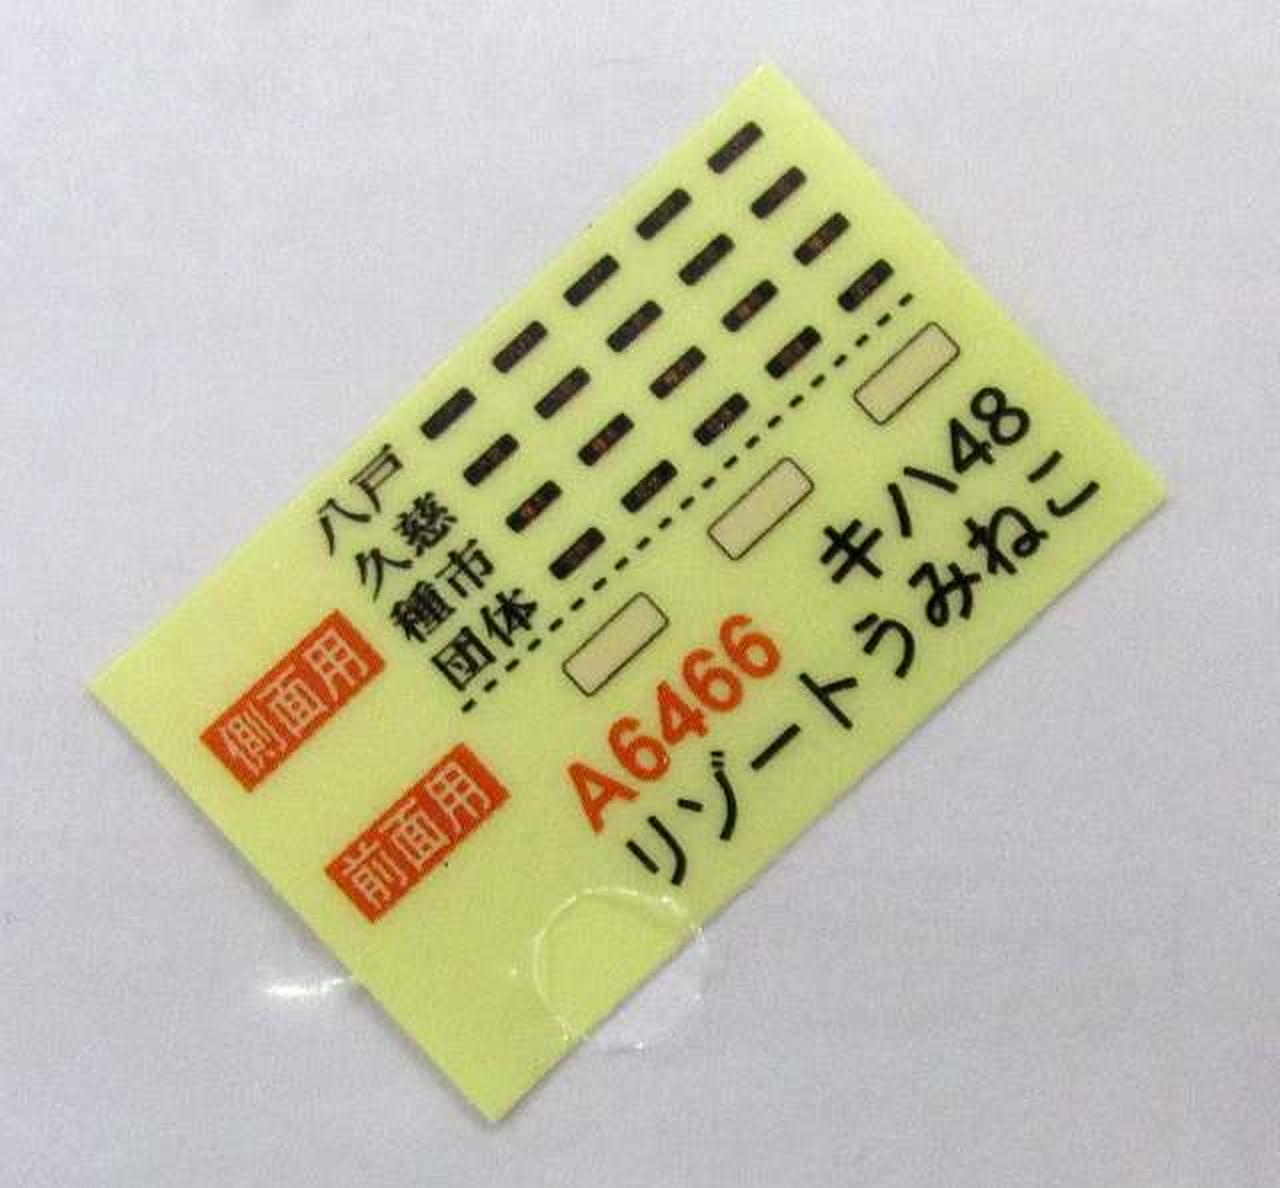 八戸
久慈
種市
団体
側面用
前面用
A6466
キハ48
リゾートうみねこ